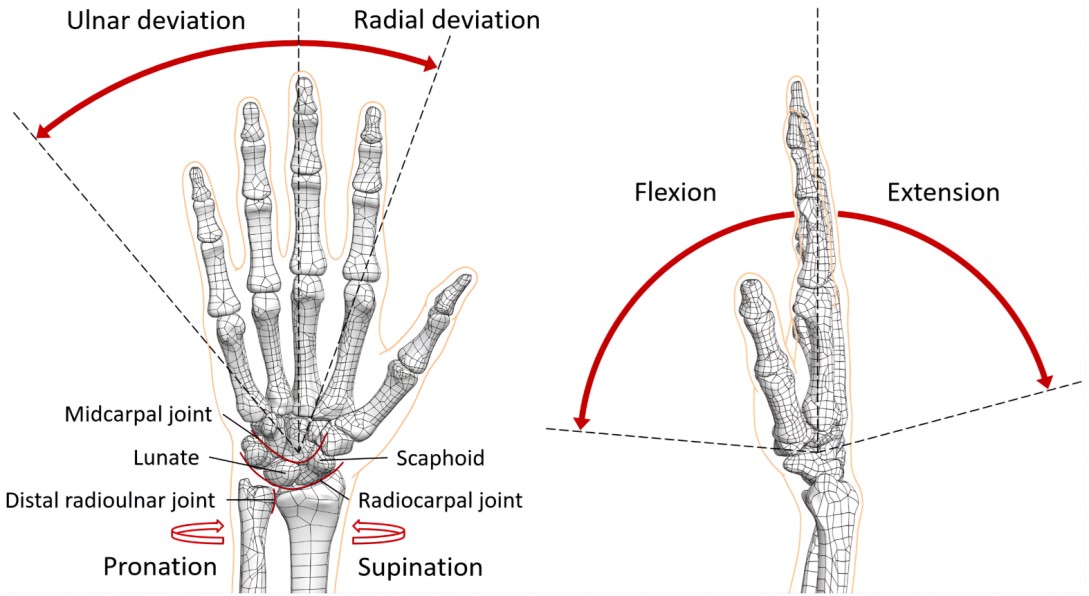 Ulnar deviation
Radial deviation
Flexion
Extension
Midcarpal joint
Lunate
Scaphoid
Distal radioulnar joint
Radiocarpal joint
Pronation
Supination